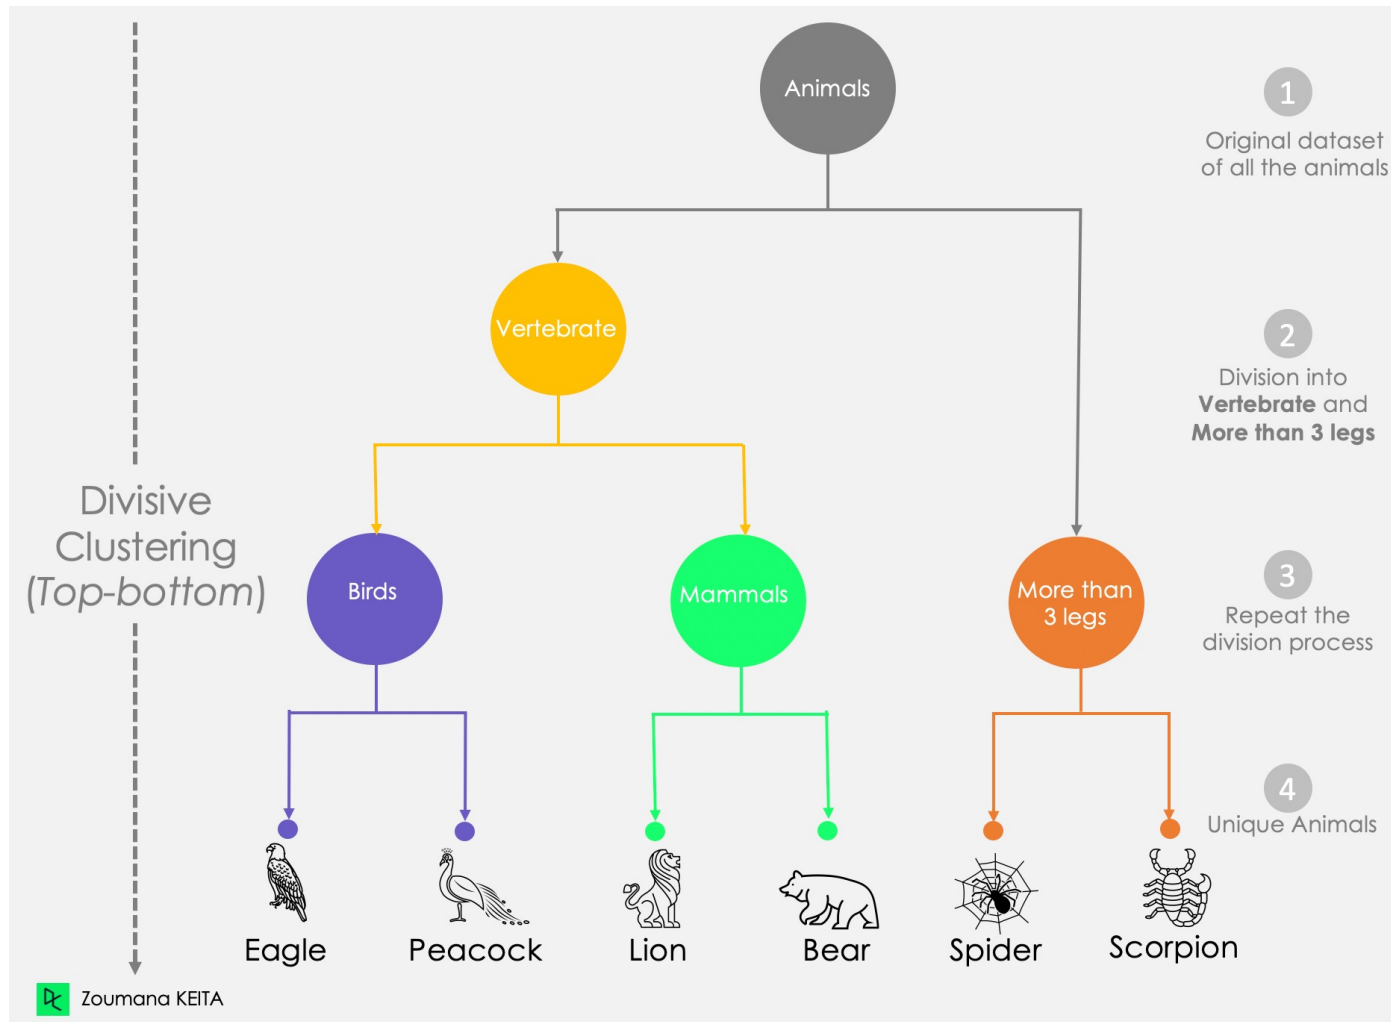 Animals
1
Original dataset
of all the animals
Vertebrate
2
Division into
Vertebrate and
More than 3 legs
Divisive
Clustering
(Top-bottom)
Birds
Mammals
More than
3 legs
3
Repeat the
division process
4
Unique Animals
Eagle
Peacock
Lion
Bear
Spider
Scorpion
DC
Zoumana KEITA